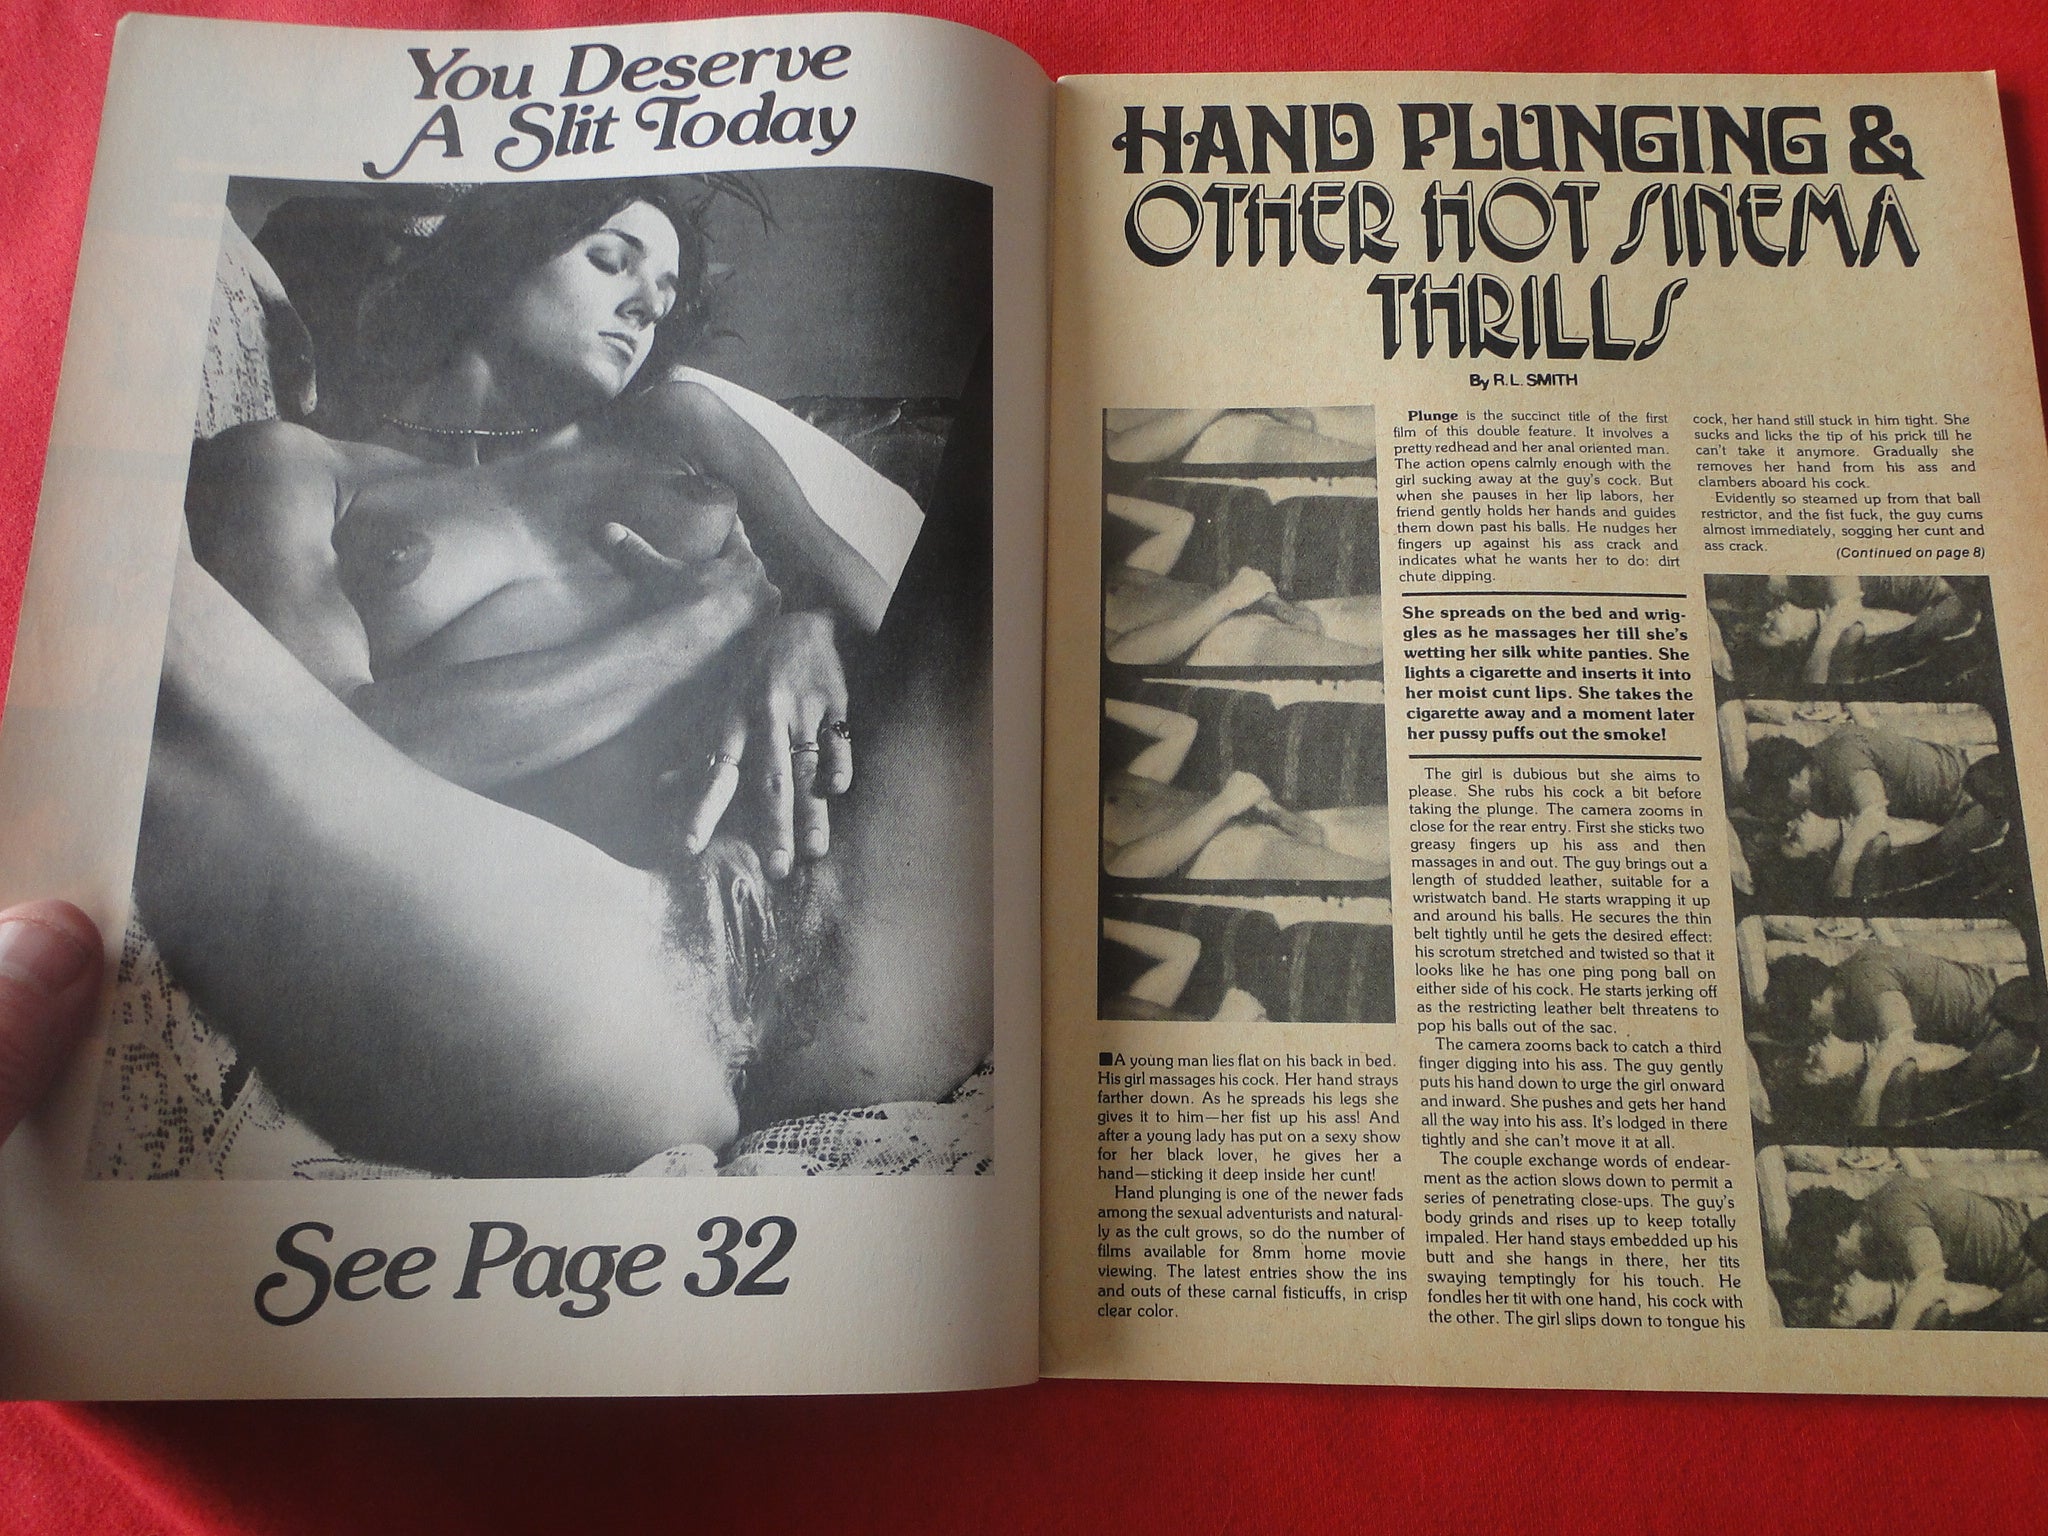 You Deserve
A Slit Today
See Page 32
HAND PLUNGING &
OTHER HOT SINEMA
THRILLS
By R.L. SMITH
A young man lies flat on his back in bed.
His girl massages his cock. Her hand strays
farther down. As he spreads his legs she
gives it to him—her fist up his ass! And
after a young lady has put on a sexy show
for her black lover, he gives her a
hand—sticking it deep inside her cunt!
Hand plunging is one of the newer fads
among the sexual adventurists and natural-
ly as the cult grows, so do the number of
films available for 8mm home movie
viewing. The latest entries show the ins
and outs of these carnal fisticuffs, in crisp
clear color.
Plunge is the succinct title of the first
film of this double feature. It involves a
pretty redhead and her anal oriented man.
The action opens calmly enough with the
girl sucking away at the guy's cock. But
when she pauses in her lip labors, her
friend gently holds her hands and guides
them down past his balls. He nudges her
fingers up against his ass crack and
indicates what he wants her to do: dirt
chute dipping.
She spreads on the bed and wrig-
gles as he massages her till she's
wetting her silk white panties. She
lights a cigarette and inserts it into
her moist cunt lips. She takes the
cigarette away and a moment later
her pussy puffs out the smoke!
The girl is dubious but she aims to
please. She rubs his cock a bit before
taking the plunge. The camera zooms in
close for the rear entry. First she sticks two
greasy fingers up his ass and then
massages in and out. The guy brings out a
length of studded leather, suitable for a
wristwatch band. He starts wrapping it up
and around his balls. He secures the thin
belt tightly until he gets the desired effect:
his scrotum stretched and twisted so that it
looks like he has one ping pong ball on
either side of his cock. He starts jerking off
as the restricting leather belt threatens to
pop his balls out of the sac.
The camera zooms back to catch a third
finger digging into his ass. The guy gently
puts his hand down to urge the girl onward
and inward. She pushes and gets her hand
all the way into his ass. It's lodged in there
tightly and she can't move it at all.
The couple exchange words of endear-
ment as the action slows down to permit a
series of penetrating close-ups. The guy's
body grinds and rises up to keep totally
impaled. Her hand stays embedded up his
butt and she hangs in there, her tits
swaying temptingly for his touch. He
fondles her tit with one hand, his cock with
the other. The girl slips down to tongue his
cock, her hand still stuck in him tight. She
sucks and licks the tip of his prick till he
can't take it anymore. Gradually she
removes her hand from his ass and
clambers aboard his cock.
Evidently so steamed up from that ball
restrictor, and the fist fuck, the guy cums
almost immediately, sogging her cunt and
ass crack.
(Continued on page 8)